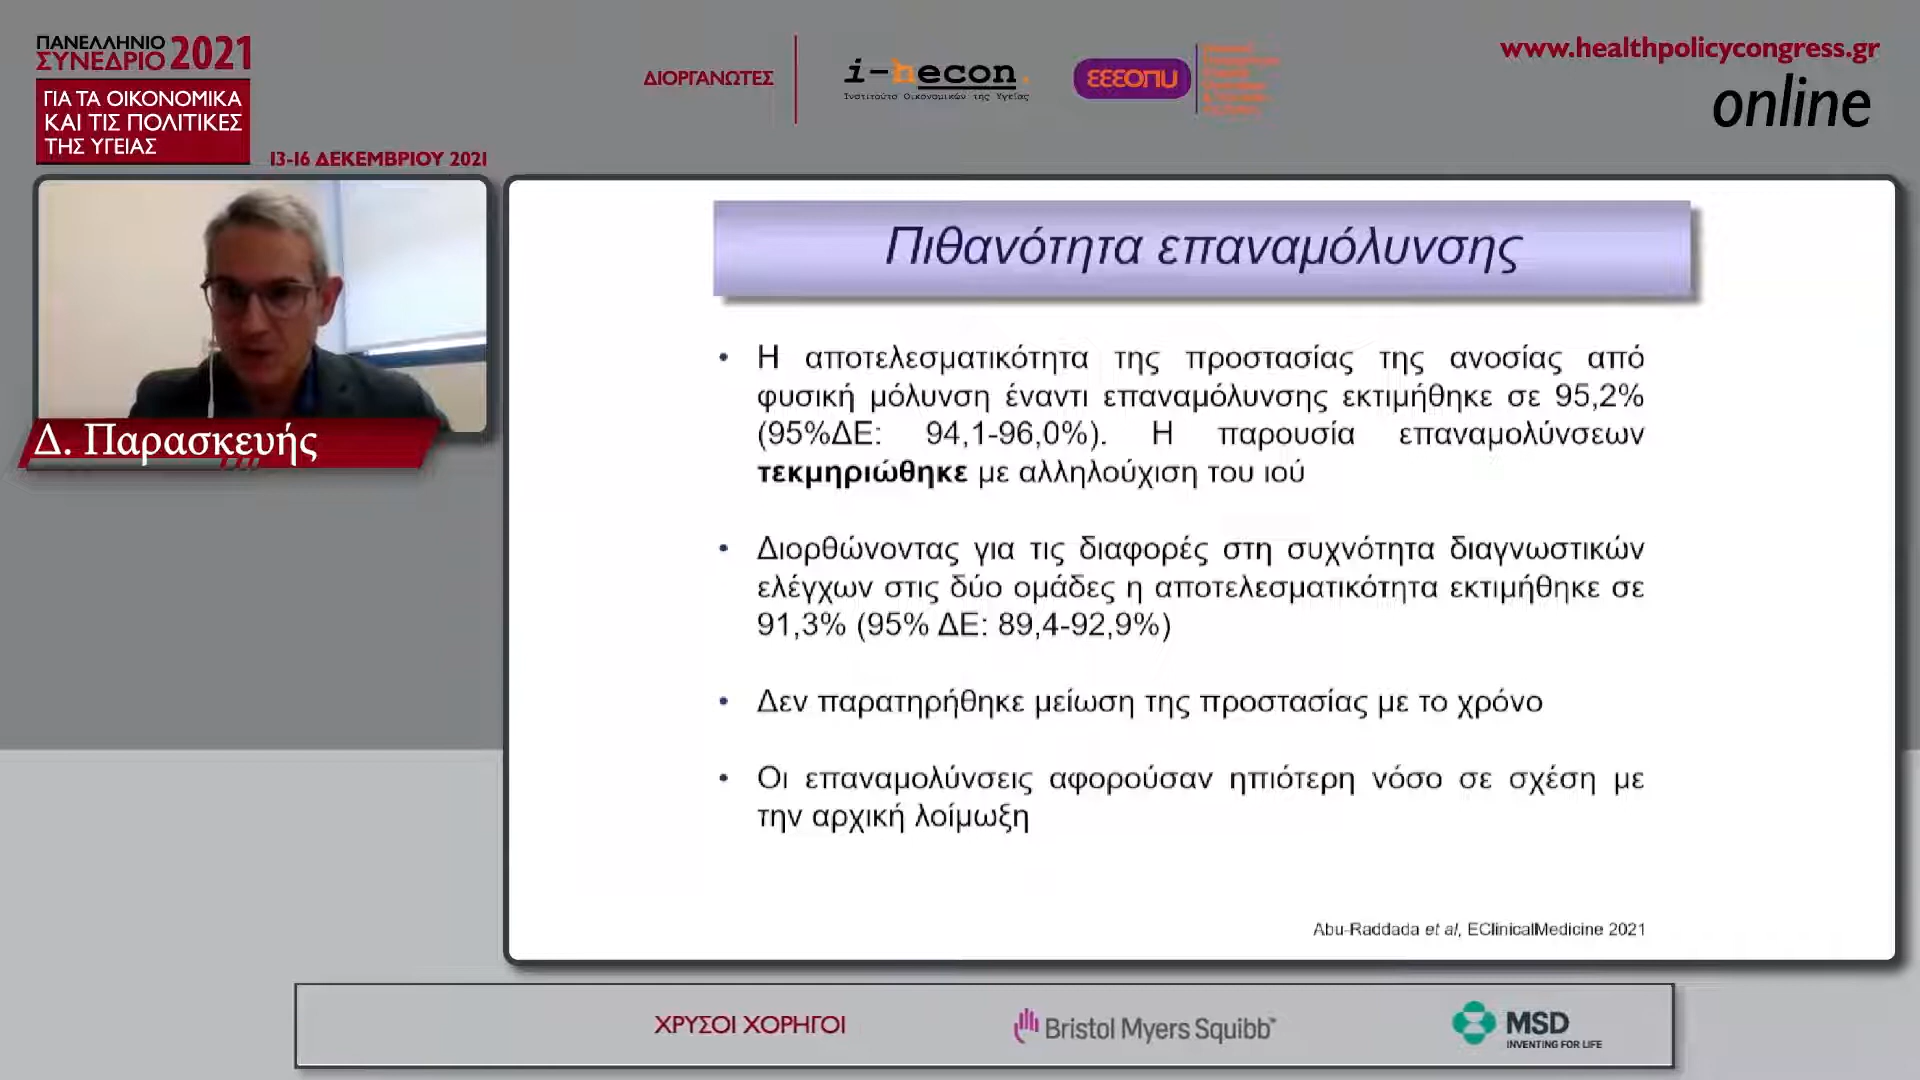 ΠΑΝΕΛΛΗΝΙΟ
ΣΥΝΕΔΡΙΟ 2021
ΓΙΑ ΤΑ ΟΙΚΟΝΟΜΙΚΑ
ΚΑΙ ΤΙΣ ΠΟΛΙΤΙΚΕΣ
ΤΗΣ ΥΓΕΙΑΣ
13-16 ΔΕΚΕΜΒΡΙΟΥ 2021
ΔΙΟΡΓΑΝΩΤΕΣ
i-hecon.
Ινστιτούτο Οικονομικών της Υγείας
εεεοπυ
www.healthpolicycongress.gr
online
Δ. Παρασκευής
Πιθανότητα επαναμόλυνσης
• Η αποτελεσματικότητα της προστασίας της ανοσίας από
φυσική μόλυνση έναντι επαναμόλυνσης εκτιμήθηκε σε 95,2%
(95%ΔΕ: 94,1-96,0%). Η παρουσία επαναμολύνσεων
τεκμηριώθηκε με αλληλούχιση του ιού
• Διορθώνοντας για τις διαφορές στη συχνότητα διαγνωστικών
ελέγχων στις δύο ομάδες η αποτελεσματικότητα εκτιμήθηκε σε
91,3% (95% ΔΕ: 89,4-92,9%)
• Δεν παρατηρήθηκε μείωση της προστασίας με το χρόνο
• Οι επαναμολύνσεις αφορούσαν ηπιότερη νόσο σε σχέση με
την αρχική λοίμωξη
Abu-Raddada et al, EClinicalMedicine 2021
ΧΡΥΣΟΙ ΧΟΡΗΓΟΙ
Bristol Myers Squibb™
MSD
INVENTING FOR LIFE